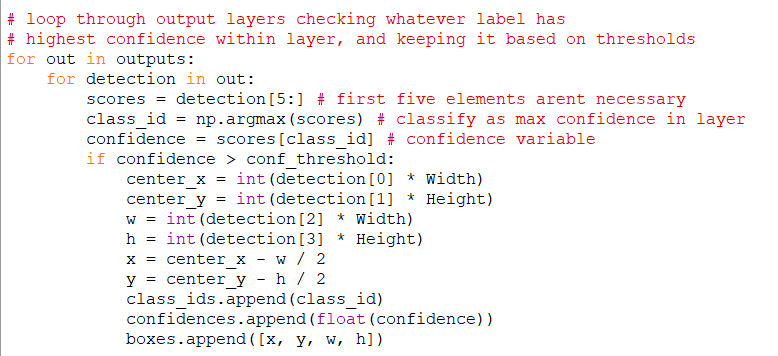 # loop through output layers checking whatever label has
# highest confidence within layer, and keeping it based on thresholds
for out in outputs:
    for detection in out:
        scores = detection[5:] # first five elements arent necessary
        class_id = np.argmax(scores) # classify as max confidence in layer
        confidence = scores[class_id] # confidence variable
        if confidence > conf_threshold:
            center_x = int(detection[0] * Width)
            center_y = int(detection[1] * Height)
            w = int(detection[2] * Width)
            h = int(detection[3] * Height)
            x = center_x - w / 2
            y = center_y - h / 2
            class_ids.append(class_id)
            confidences.append(float(confidence))
            boxes.append([x, y, w, h])